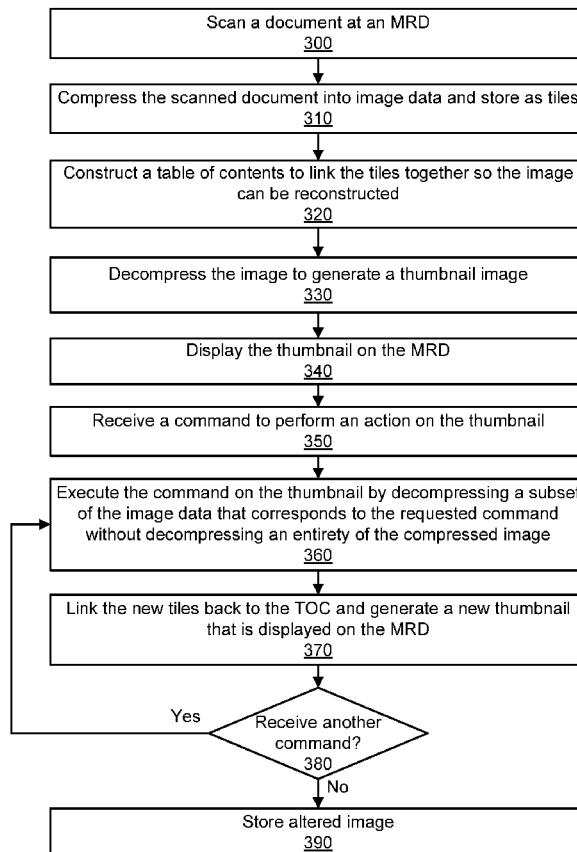 Scan a document at an MRD
300
Compress the scanned document into image data and store as tiles
310
Construct a table of contents to link the tiles together so the image
can be reconstructed
320
Decompress the image to generate a thumbnail image
330
Display the thumbnail on the MRD
340
Receive a command to perform an action on the thumbnail
350
Execute the command on the thumbnail by decompressing a subset
of the image data that corresponds to the requested command
without decompressing an entirety of the compressed image
360
Link the new tiles back to the TOC and generate a new thumbnail
that is displayed on the MRD
370
Yes
Receive another
command?
380
No
Store altered image
390